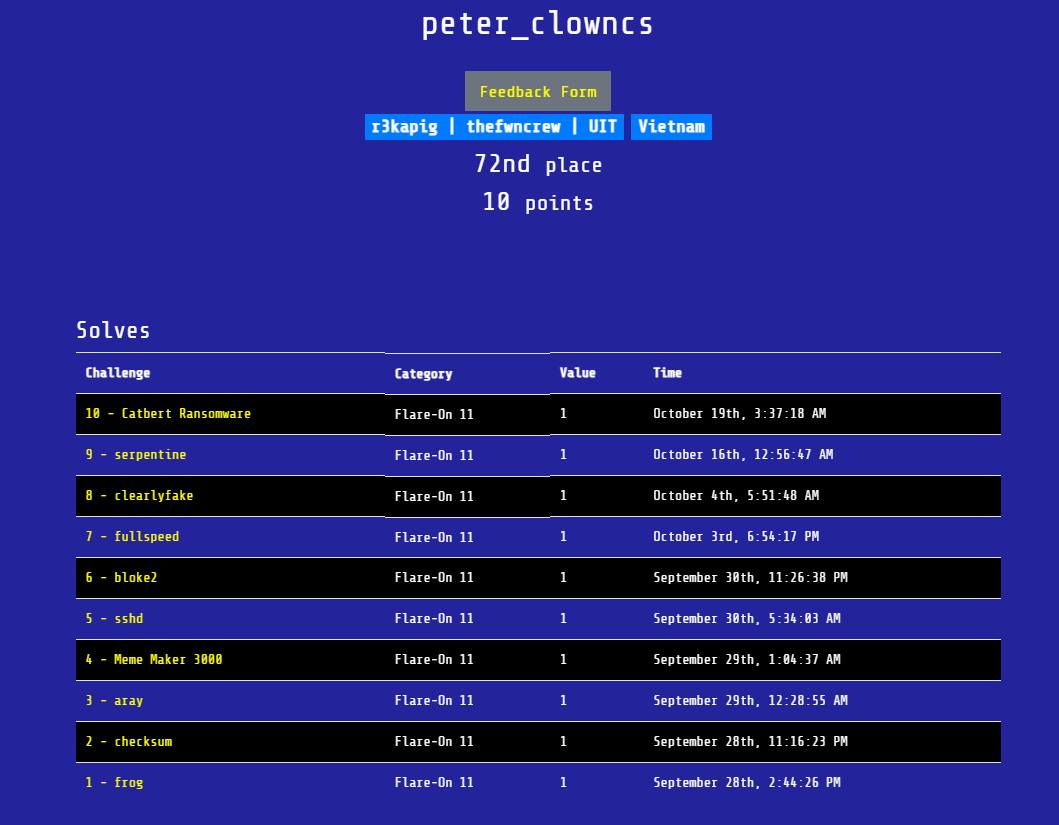 peter_clowncs
Feedback Form
r3kapig | thefwncrew | UIT Vietnam
72nd place
10 points
Solves
Challenge Category Value Time
10 - Catbert Ransomware Flare-On 11 1 October 19th, 3:37:18 AM
9 - serpentine Flare-On 11 1 October 16th, 12:56:47 AM
8 - clearlyfake Flare-On 11 1 October 4th, 5:51:48 AM
7 - fullspeed Flare-On 11 1 October 3rd, 6:54:17 PM
6 - bloke2 Flare-On 11 1 September 30th, 11:26:38 PM
5 - sshd Flare-On 11 1 September 30th, 5:34:03 AM
4 - Meme Maker 3000 Flare-On 11 1 September 29th, 1:04:37 AM
3 - aray Flare-On 11 1 September 29th, 12:28:55 AM
2 - checksum Flare-On 11 1 September 28th, 11:16:23 PM
1 - frog Flare-On 11 1 September 28th, 2:44:26 PM